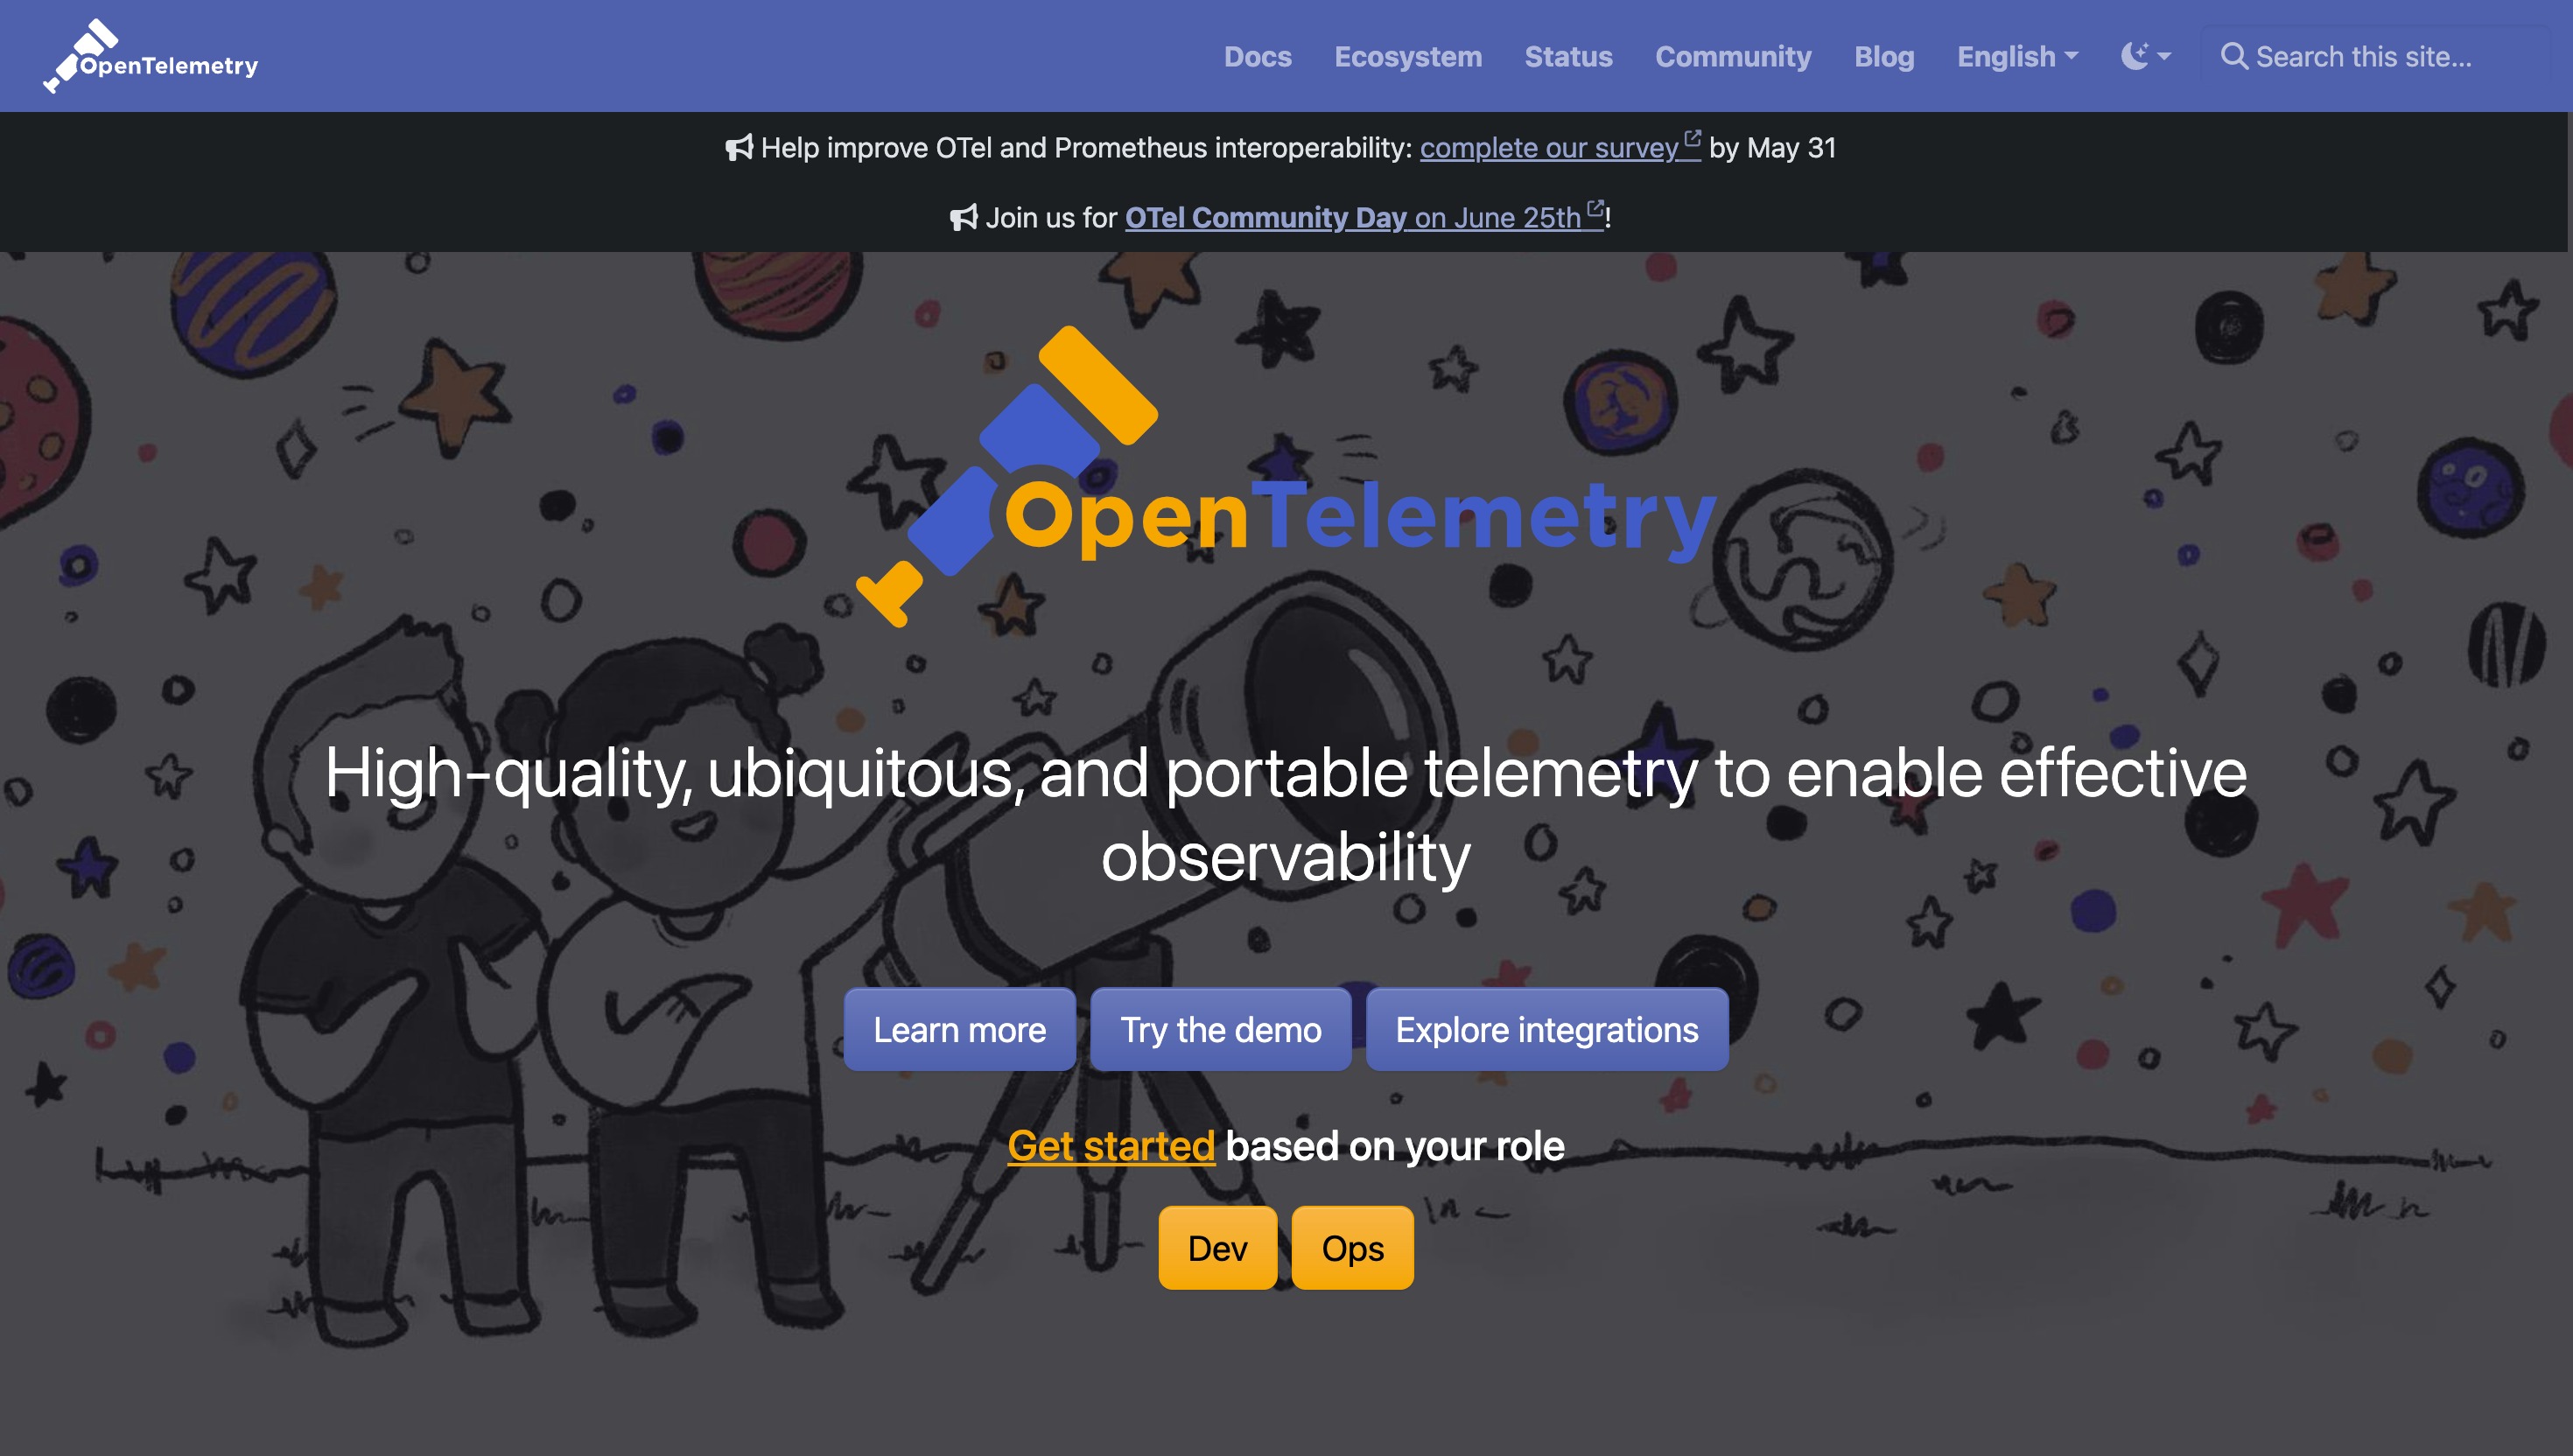 OpenTelemetry
Docs Ecosystem Status Community Blog English Search this site...
Help improve OTel and Prometheus interoperability: complete our survey by May 31
Join us for OTel Community Day on June 25th!
OpenTelemetry
High-quality, ubiquitous, and portable telemetry to enable effective
observability
Learn more Try the demo Explore integrations
Get started based on your role
Dev Ops